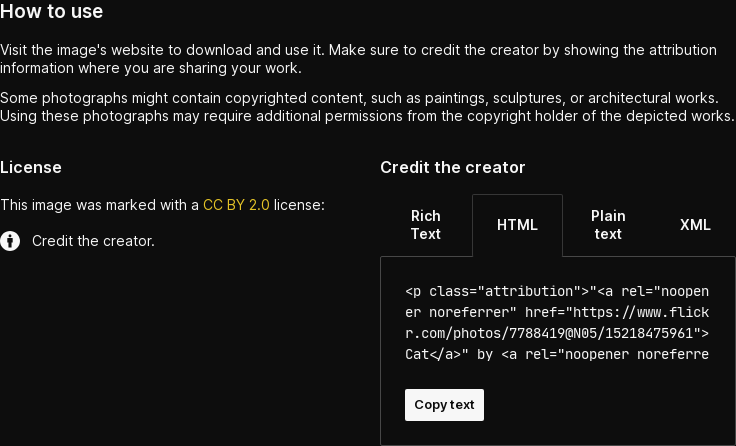 How to use
Visit the image's website to download and use it. Make sure to credit the creator by showing the attribution
information where you are sharing your work.
Some photographs might contain copyrighted content, such as paintings, sculptures, or architectural works.
Using these photographs may require additional permissions from the copyright holder of the depicted works.
License
This image was marked with a CC BY 2.0 license:
Credit the creator.
Credit the creator
Rich
Text
HTML
Plain
text
XML
<p class="attribution">"<a rel="noopen
er noreferrer" href="https://www.flick
r.com/photos/7788419@N05/15218475961">
Cat</a>" by <a rel="noopener noreferre
Copy text